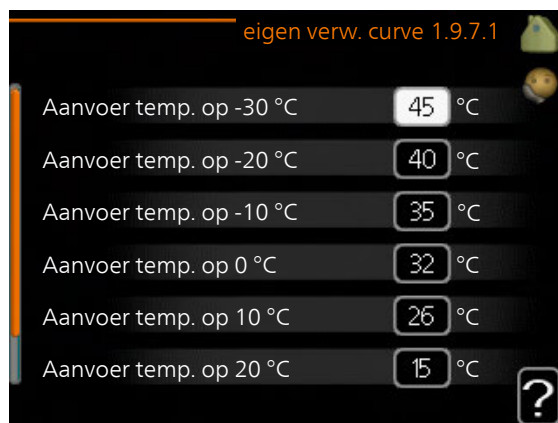 eigen verw. curve 1.9.7.1
Aanvoer temp. op -30 °C 45 °C
Aanvoer temp. op -20 °C 40 °C
Aanvoer temp. op -10 °C 35 °C
Aanvoer temp. op 0 °C 32 °C
Aanvoer temp. op 10 °C 26 °C
Aanvoer temp. op 20 °C 15 °C
?